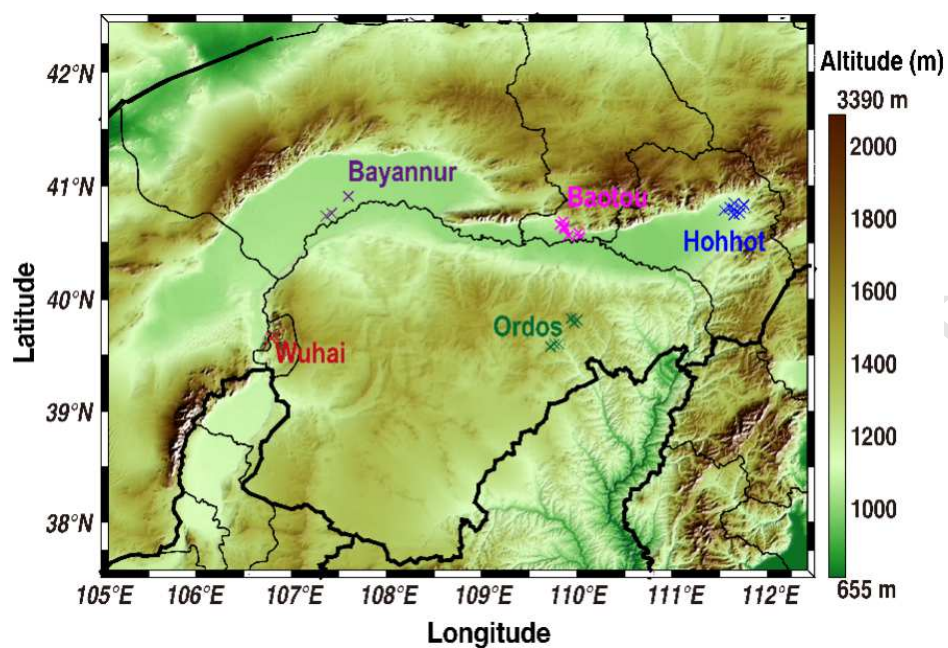 Altitude (m)
3390 m
2000
1800
1600
1400
1200
1000
655 m
42°N
41°N
40°N
39°N
38°N
Latitude
Bayannur
Baotou
Hohhot
Ordos
Wuhai
105°E 106°E 107°E 108°E 109°E 110°E 111°E 112°E
Longitude